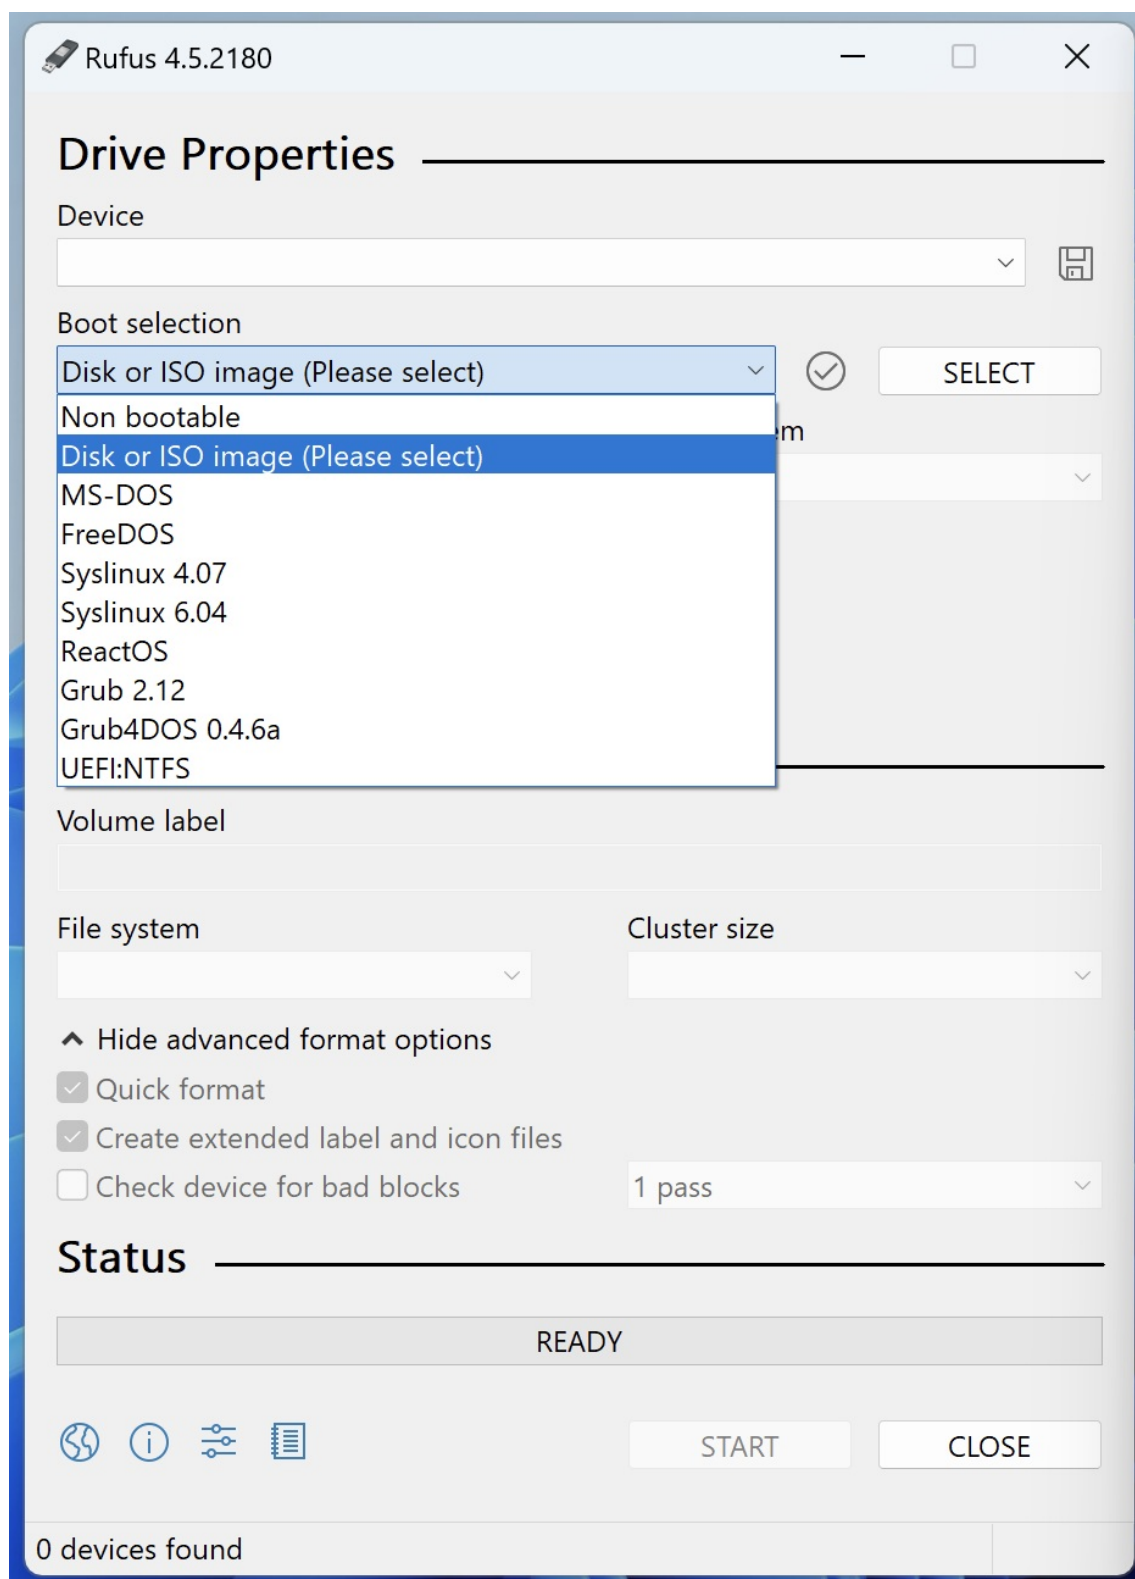 Rufus 4.5.2180
Drive Properties
Device
Boot selection
Disk or ISO image (Please select)
SELECT
Non bootable
em
Disk or ISO image (Please select)
MS-DOS
FreeDOS
Syslinux 4.07
Syslinux 6.04
ReactOS
Grub 2.12
Grub4DOS 0.4.6a
UEFI:NTFS
Volume label
File system
Cluster size
Hide advanced format options
Quick format
Create extended label and icon files
Check device for bad blocks
1 pass
Status
READY
START
CLOSE
0 devices found